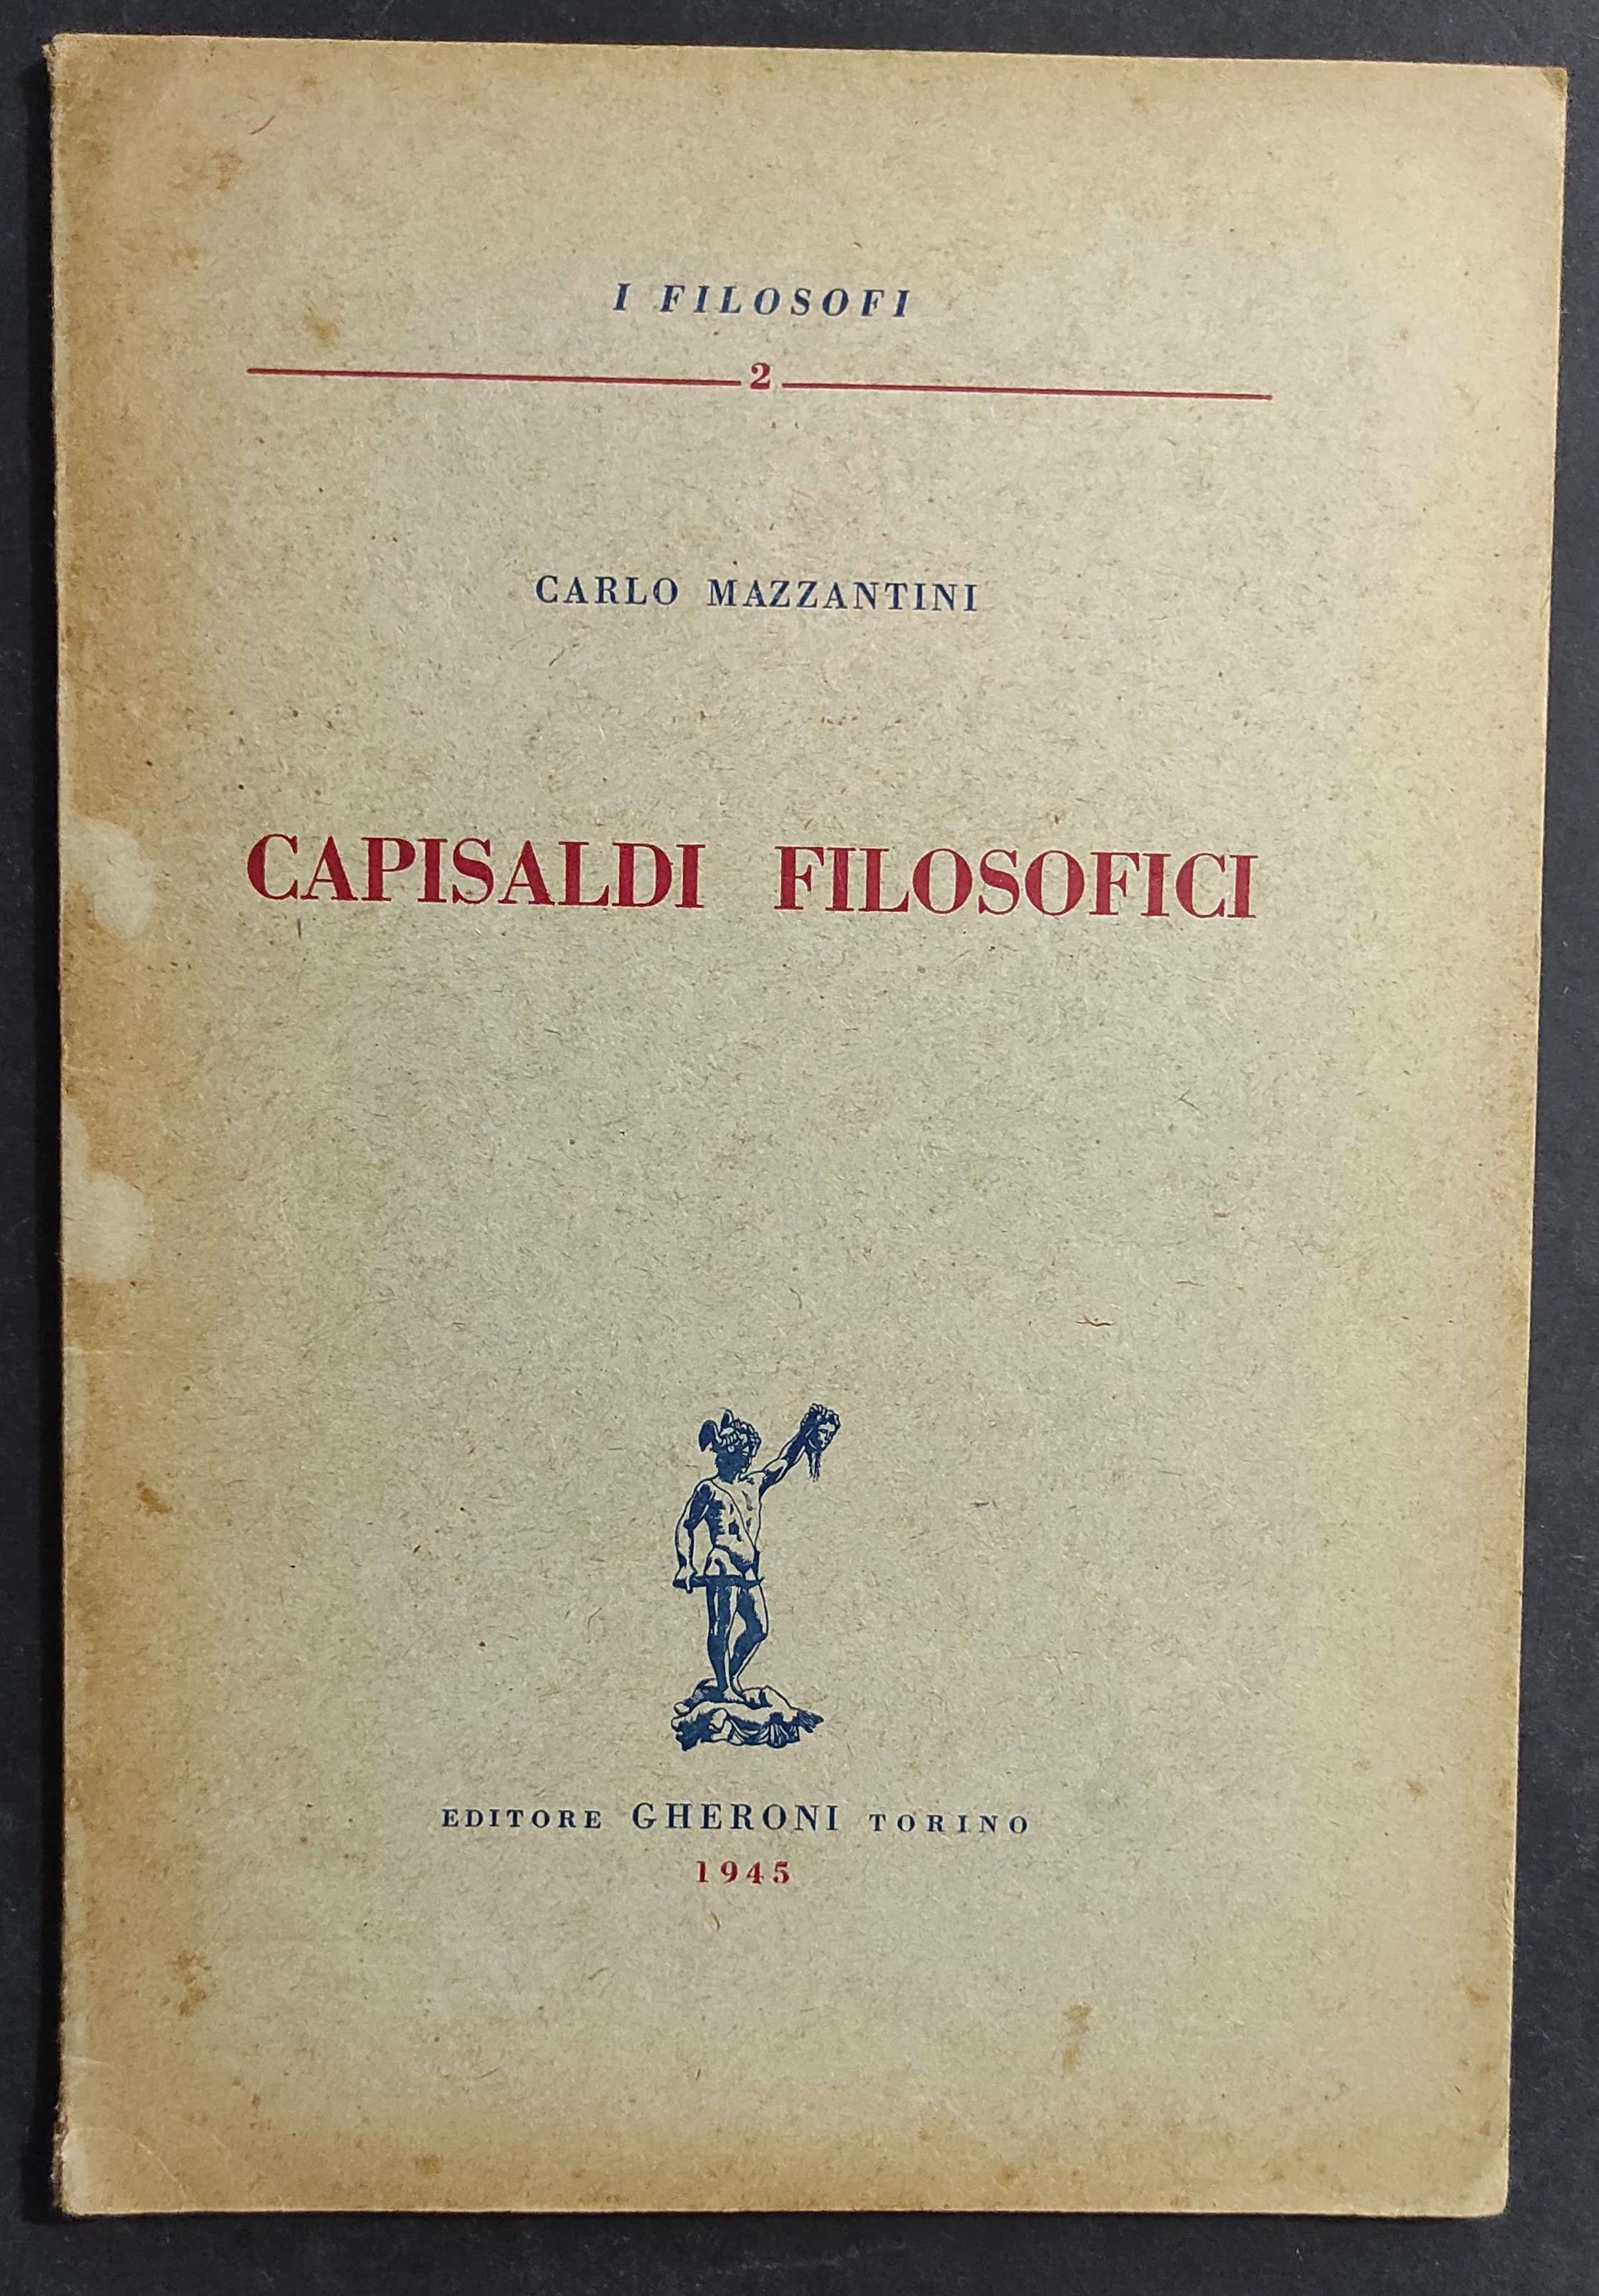 I FILOSOFI
2
CARLO MAZZANTINI
CAPISALDI FILOSOFICI
EDITORE GHERONI TORINO
1945